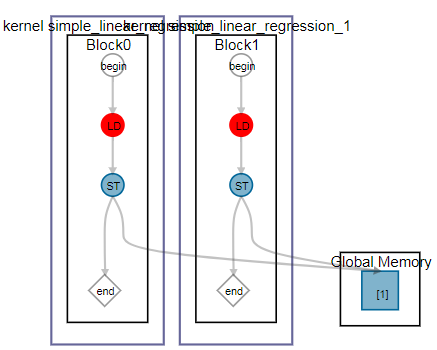 kernel simple_linear_regression
kernel simple_linear_regression_1
Block0
Block1
begin
begin
LD
LD
ST
ST
Global Memory
end
end
[1]